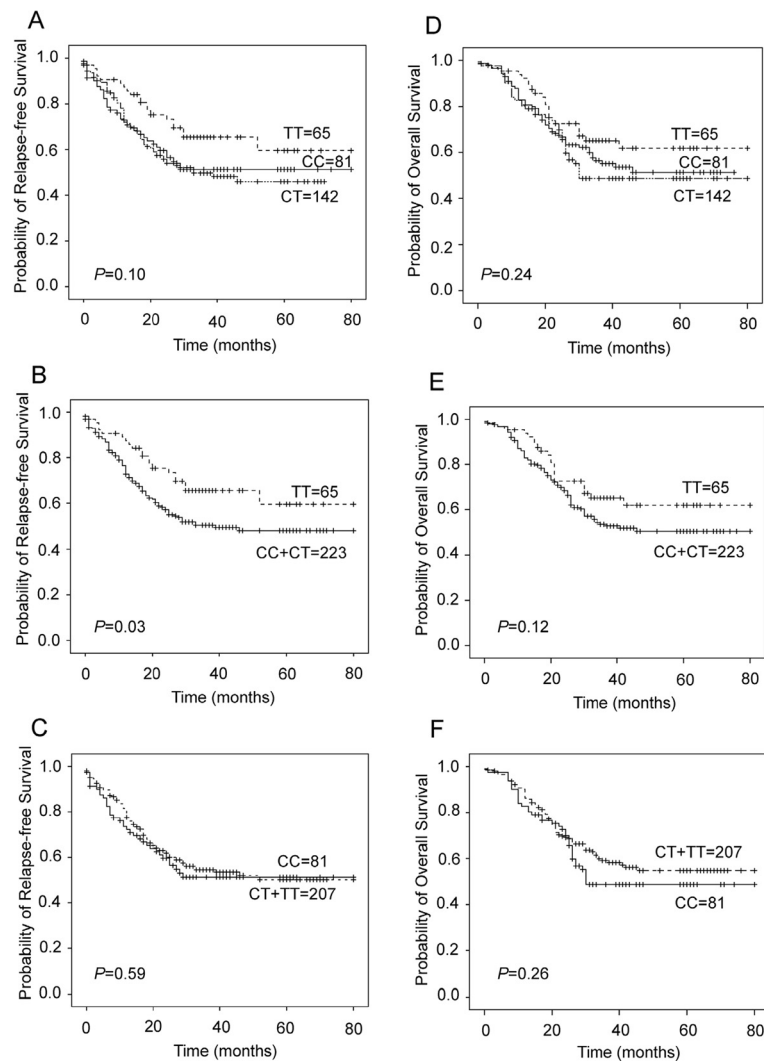 A
Probability of Relapse-free Survival
1.0
0.8
0.6
0.4
0.2
0.0
TT=65
CC=81
CT=142
P=0.10
0 20 40 60 80
Time (months)
D
Probability of Overall Survival
1.0
0.8
0.6
0.4
0.2
0.0
TT=65
CC=81
CT=142
P=0.24
0 20 40 60 80
Time (months)
B
Probability of Relapse-free Survival
1.0
0.8
0.6
0.4
0.2
0.0
TT=65
CC+CT=223
P=0.03
0 20 40 60 80
Time (months)
E
Probability of Overall Survival
1.0
0.8
0.6
0.4
0.2
0.0
TT=65
CC+CT=223
P=0.12
0 20 40 60 80
Time (months)
C
Probability of Relapse-free Survival
1.0
0.8
0.6
0.4
0.2
0.0
CC=81
CT+TT=207
P=0.59
0 20 40 60 80
Time (months)
F
Probability of Overall Survival
1.0
0.8
0.6
0.4
0.2
0.0
CT+TT=207
CC=81
P=0.26
0 20 40 60 80
Time (months)